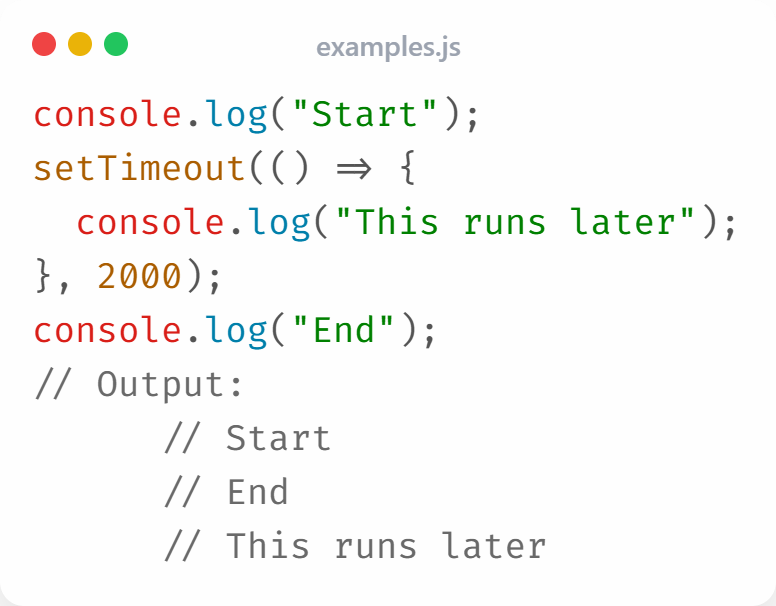 examples.js
console.log("Start");
setTimeout(() => {
  console.log("This runs later");
}, 2000);
console.log("End");
// Output:
      // Start
      // End
      // This runs later